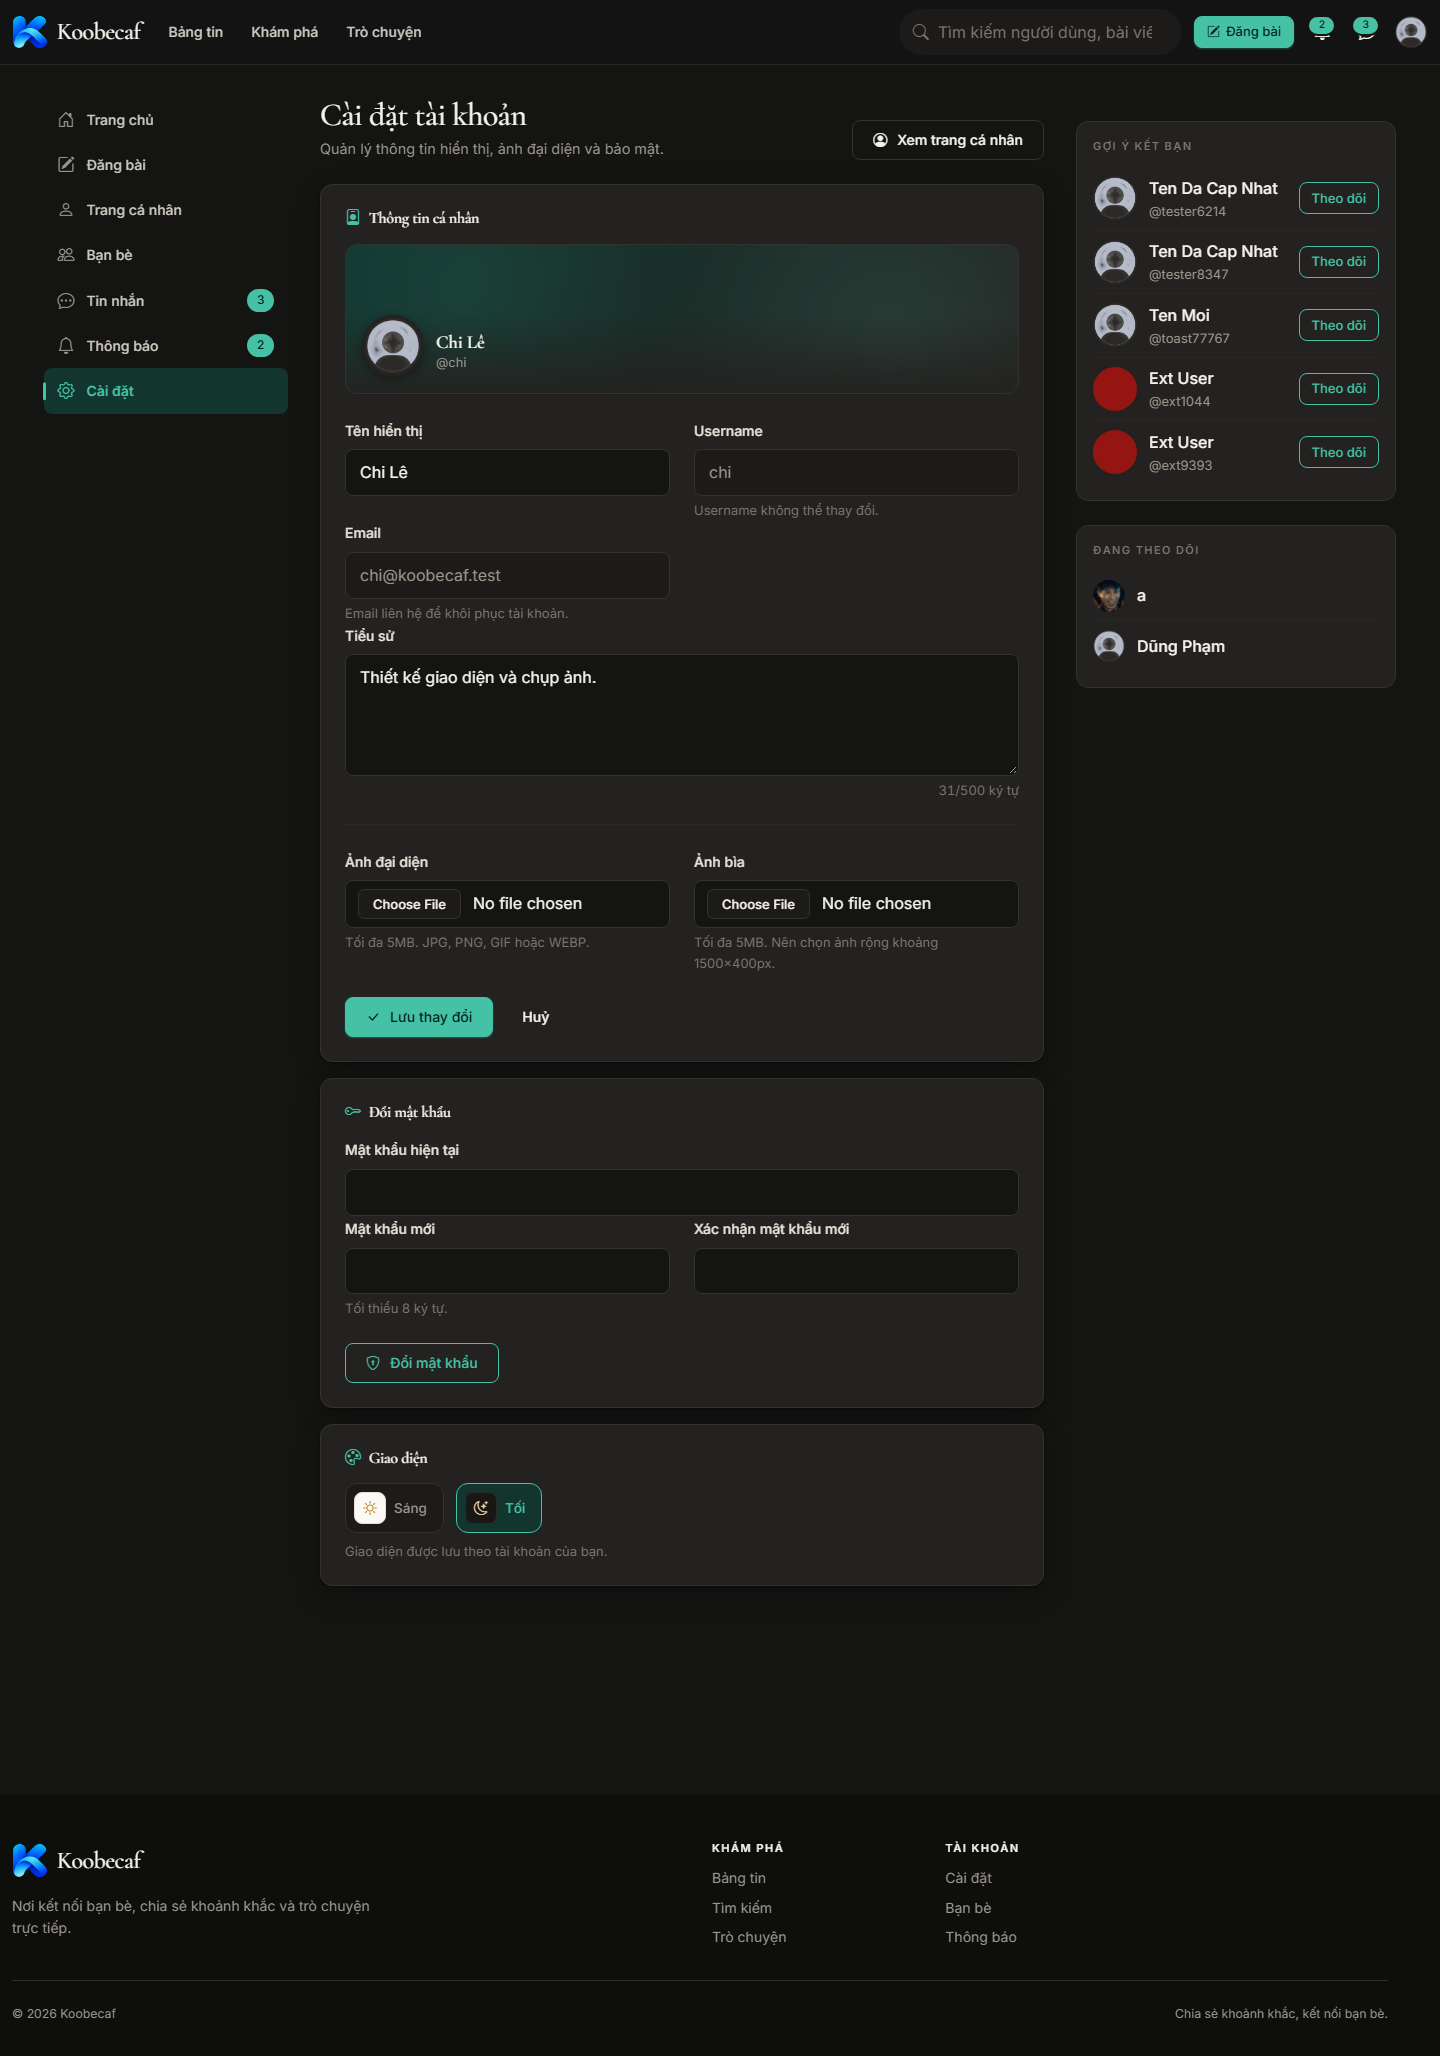 Koobecaf
Bảng tin
Khám phá
Trò chuyện
Tìm kiếm người dùng, bài viế
Đăng bài
2
3
Trang chủ
Đăng bài
Trang cá nhân
Bạn bè
Tin nhắn
3
Thông báo
2
Cài đặt
Cài đặt tài khoản
Quản lý thông tin hiển thị, ảnh đại diện và bảo mật.
Xem trang cá nhân
Thông tin cá nhân
Chi Lê
@chi
Tên hiển thị
Chi Lê
Username
chi
Username không thể thay đổi.
Email
chi@koobecaf.test
Email liên hệ để khôi phục tài khoản.
Tiểu sử
Thiết kế giao diện và chụp ảnh.
31/500 ký tự
Ảnh đại diện
Choose File No file chosen
Tối đa 5MB. JPG, PNG, GIF hoặc WEBP.
Ảnh bìa
Choose File No file chosen
Tối đa 5MB. Nên chọn ảnh rộng khoảng
1500×400px.
Lưu thay đổi
Huỷ
Đổi mật khẩu
Mật khẩu hiện tại
Mật khẩu mới
Xác nhận mật khẩu mới
Tối thiểu 8 ký tự.
Đổi mật khẩu
Giao diện
Sáng
Tối
Giao diện được lưu theo tài khoản của bạn.
GỢI Ý KẾT BẠN
Ten Da Cap Nhat
@tester6214
Theo dõi
Ten Da Cap Nhat
@tester8347
Theo dõi
Ten Moi
@toast77767
Theo dõi
Ext User
@ext1044
Theo dõi
Ext User
@ext9393
Theo dõi
ĐANG THEO DÕI
a
Dũng Phạm
Koobecaf
Nơi kết nối bạn bè, chia sẻ khoảnh khắc và trò chuyện
trực tiếp.
KHÁM PHÁ
Bảng tin
Tìm kiếm
Trò chuyện
TÀI KHOẢN
Cài đặt
Bạn bè
Thông báo
© 2026 Koobecaf
Chia sẻ khoảnh khắc, kết nối bạn bè.